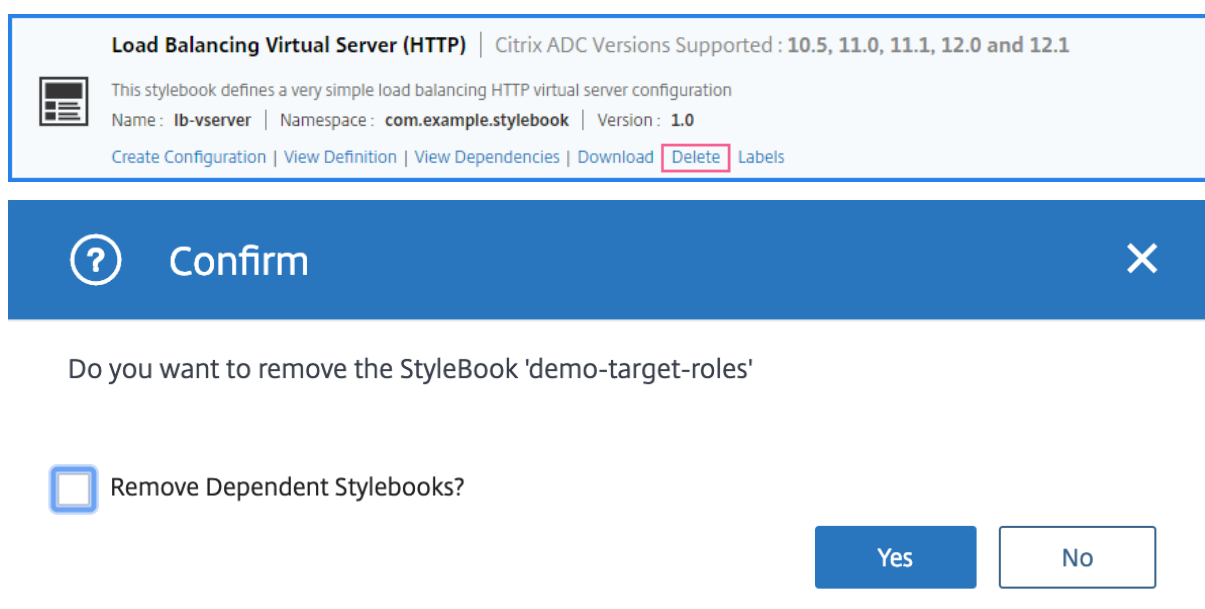 Load Balancing Virtual Server (HTTP) | Citrix ADC Versions Supported : 10.5, 11.0, 11.1, 12.0 and 12.1
This stylebook defines a very simple load balancing HTTP virtual server configuration
Name : lb-vserver | Namespace : com.example.stylebook | Version : 1.0
Create Configuration | View Definition | View Dependencies | Download Delete Labels
? Confirm
Do you want to remove the StyleBook 'demo-target-roles'
Remove Dependent Stylebooks?
Yes No